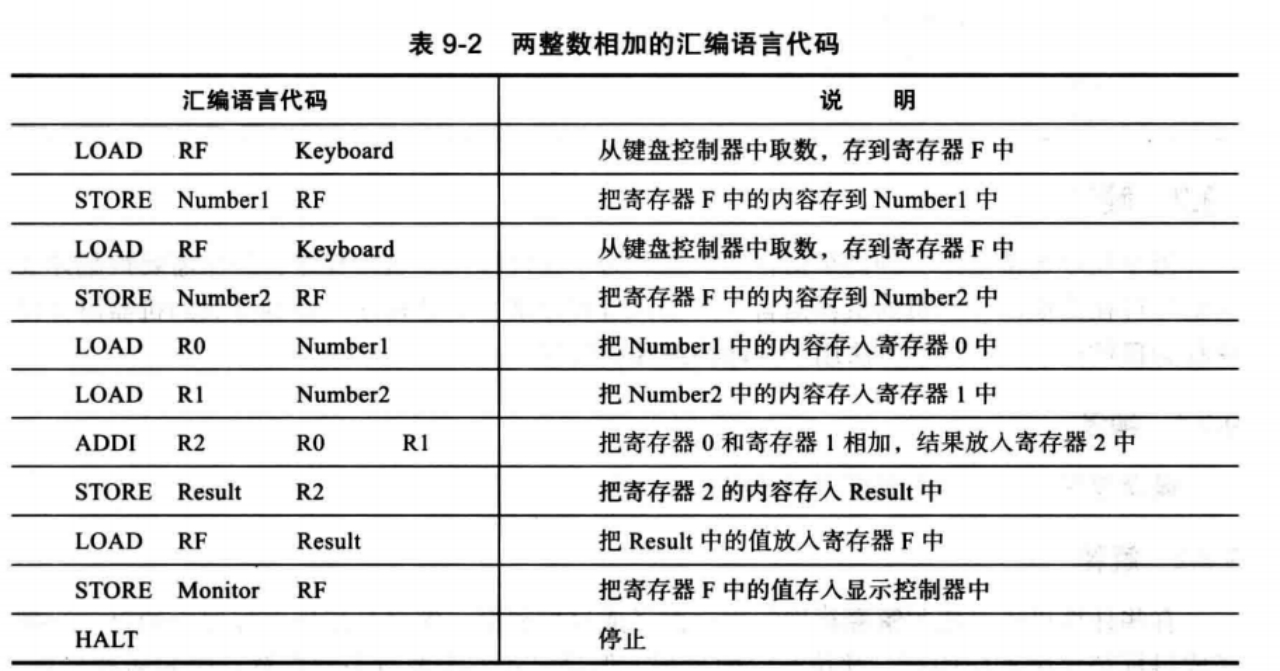 表 9-2 两整数相加的汇编语言代码
汇编语言代码 说 明
LOAD RF Keyboard 从键盘控制器中取数，存到寄存器 F 中
STORE Number1 RF 把寄存器 F 中的内容存到 Number1 中
LOAD RF Keyboard 从键盘控制器中取数，存到寄存器 F 中
STORE Number2 RF 把寄存器 F 中的内容存到 Number2 中
LOAD R0 Number1 把 Number1 中的内容存入寄存器 0 中
LOAD R1 Number2 把 Number2 中的内容存入寄存器 1 中
ADDI R2 R0 R1 把寄存器 0 和寄存器 1 相加，结果放入寄存器 2 中
STORE Result R2 把寄存器 2 的内容存入 Result 中
LOAD RF Result 把 Result 中的值放入寄存器 F 中
STORE Monitor RF 把寄存器 F 中的值存入显示控制器中
HALT 停止